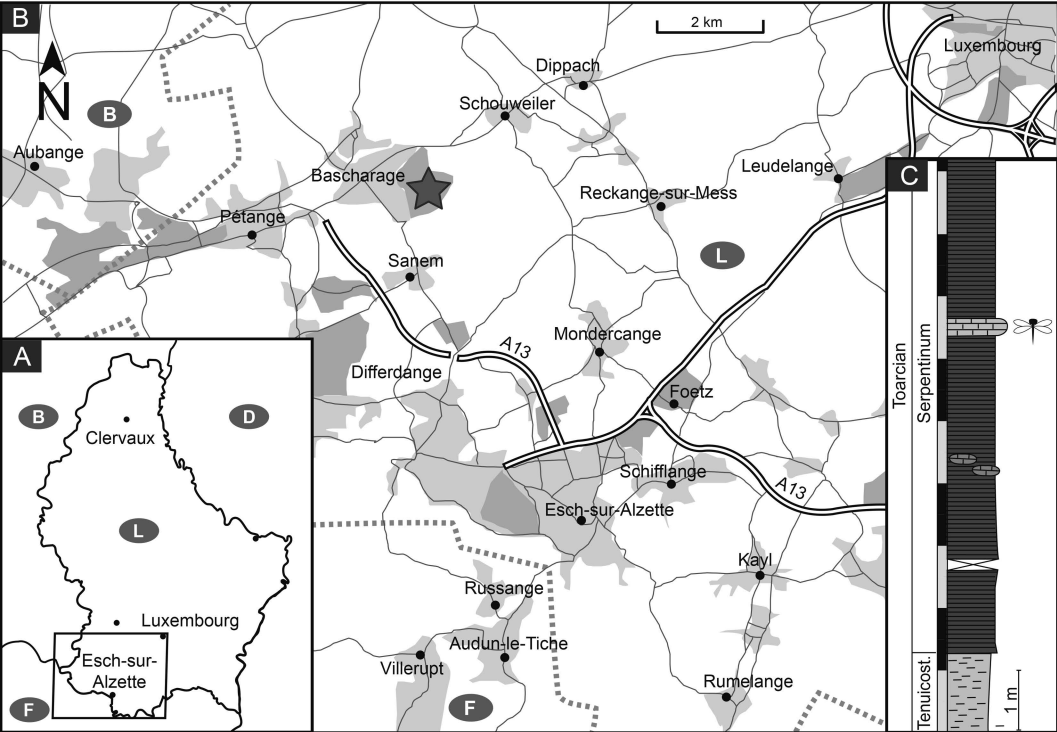 B
2 km
N
B
Luxembourg
Dippach
Schouweiler
Aubange
Bascharage
Leudelange
Reckange-sur-Mess
Pétange
L
Sanem
Mondercange
A13
Differdange
Foetz
Schifflange
A13
Esch-sur-Alzette
Kayl
Russange
Audun-le-Tiche
Villerupt
Rumelange
F
A
B
D
Clervaux
L
Luxembourg
Esch-sur-
Alzette
F
C
Toarcian
Serpentinum
Tenuicost.
1 m